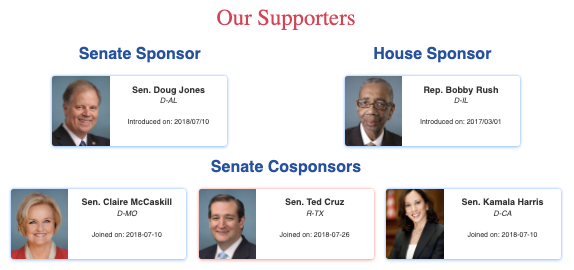 Our Supporters
Senate Sponsor
House Sponsor
Sen. Doug Jones
D-AL
Introduced on: 2018/07/10
Rep. Bobby Rush
D-IL
Introduced on: 2017/03/01
Senate Cosponsors
Sen. Claire McCaskill
D-MO
Joined on: 2018-07-10
Sen. Ted Cruz
R-TX
Joined on: 2018-07-26
Sen. Kamala Harris
D-CA
Joined on: 2018-07-10